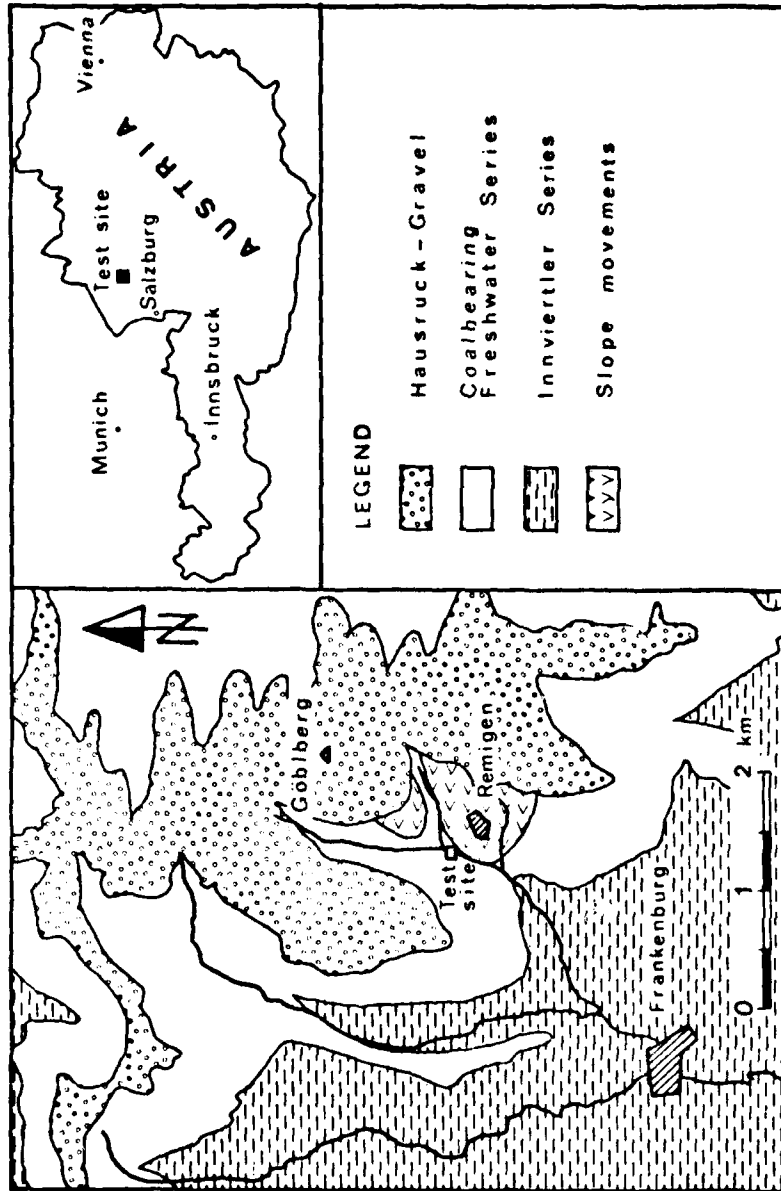 N
Göblberg
Remigen
Test
site
Frankenburg
0 1 2 km
Munich
Vienna
Test site
Salzburg
Innsbruck
AUSTRIA
LEGEND
Hausruck-Gravel
Coalbearing
Freshwater Series
Innviertler Series
Slope movements